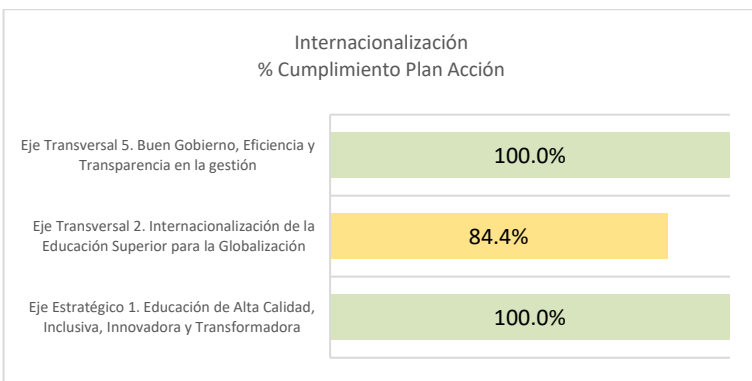 Internacionalización
% Cumplimiento Plan Acción
Eje Transversal 5. Buen Gobierno, Eficiencia y
Transparencia en la gestión
100.0%
Eje Transversal 2. Internacionalización de la
Educación Superior para la Globalización
84.4%
Eje Estratégico 1. Educación de Alta Calidad,
Inclusiva, Innovadora y Transformadora
100.0%